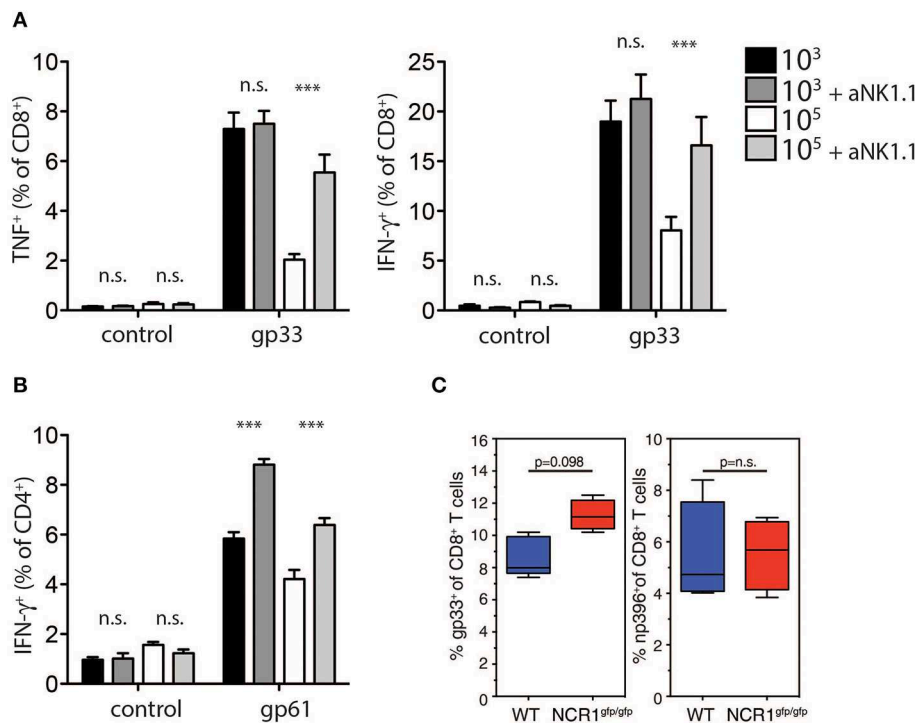 A
TNF⁺ (% of CD8⁺)
10
8
6
4
2
0
n.s.
n.s.
n.s.
***
control
gp33
IFN-γ⁺ (% of CD8⁺)
25
20
15
10
5
0
n.s.
n.s.
n.s.
***
control
gp33
10³
10³ + aNK1.1
10⁵
10⁵ + aNK1.1
B
IFN-γ⁺ (% of CD4⁺)
10
8
6
4
2
0
n.s.
n.s.
***
***
control
gp61
C
% gp33⁺ of CD8⁺ T cells
16
14
12
10
8
6
4
2
0
p=0.098
WT
NCR1gfp/gfp
% np396⁺of CD8⁺ T cells
10
8
6
4
2
0
p=n.s.
WT
NCR1gfp/gfp